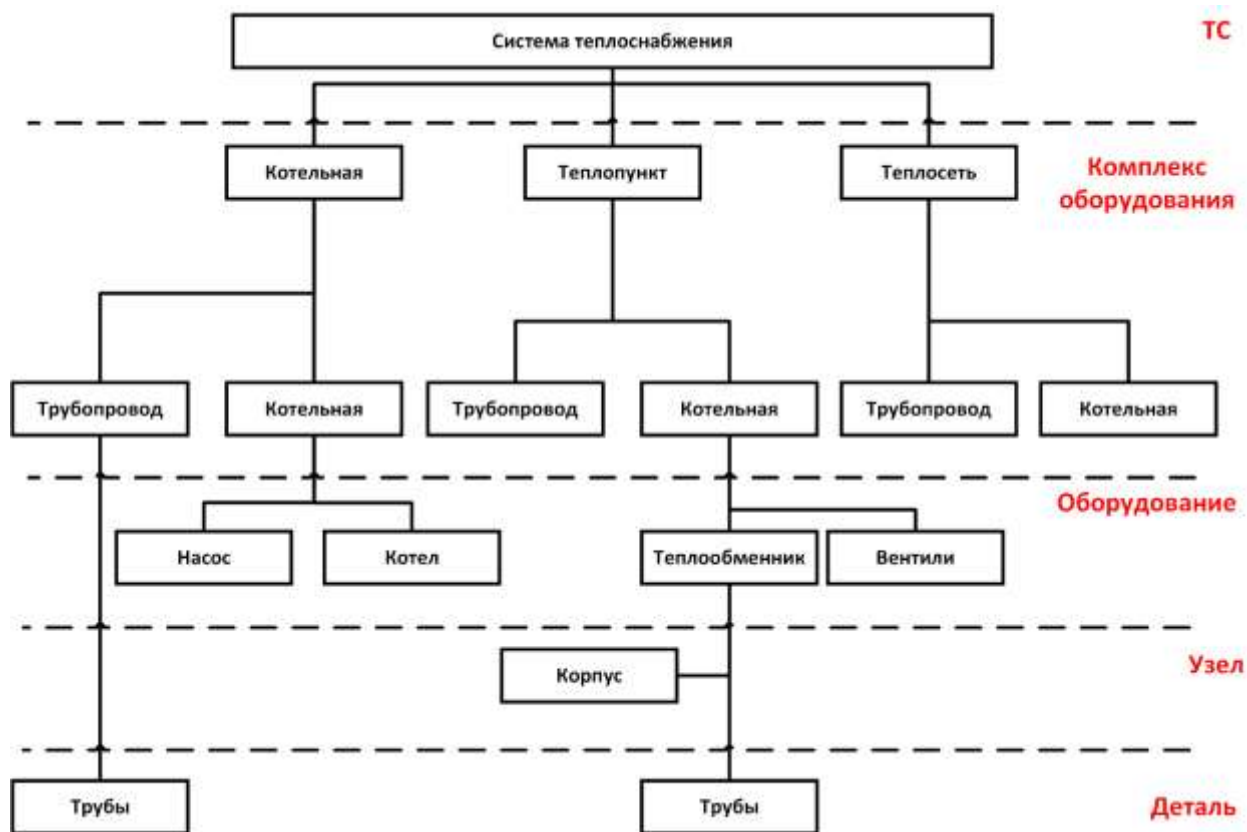 Система теплоснабжения
ТС
Котельная
Теплопункт
Теплосеть
Комплекс
оборудования
Трубопровод
Котельная
Трубопровод
Котельная
Трубопровод
Котельная
Оборудование
Насос
Котел
Теплообменник
Вентили
Узел
Корпус
Трубы
Трубы
Деталь